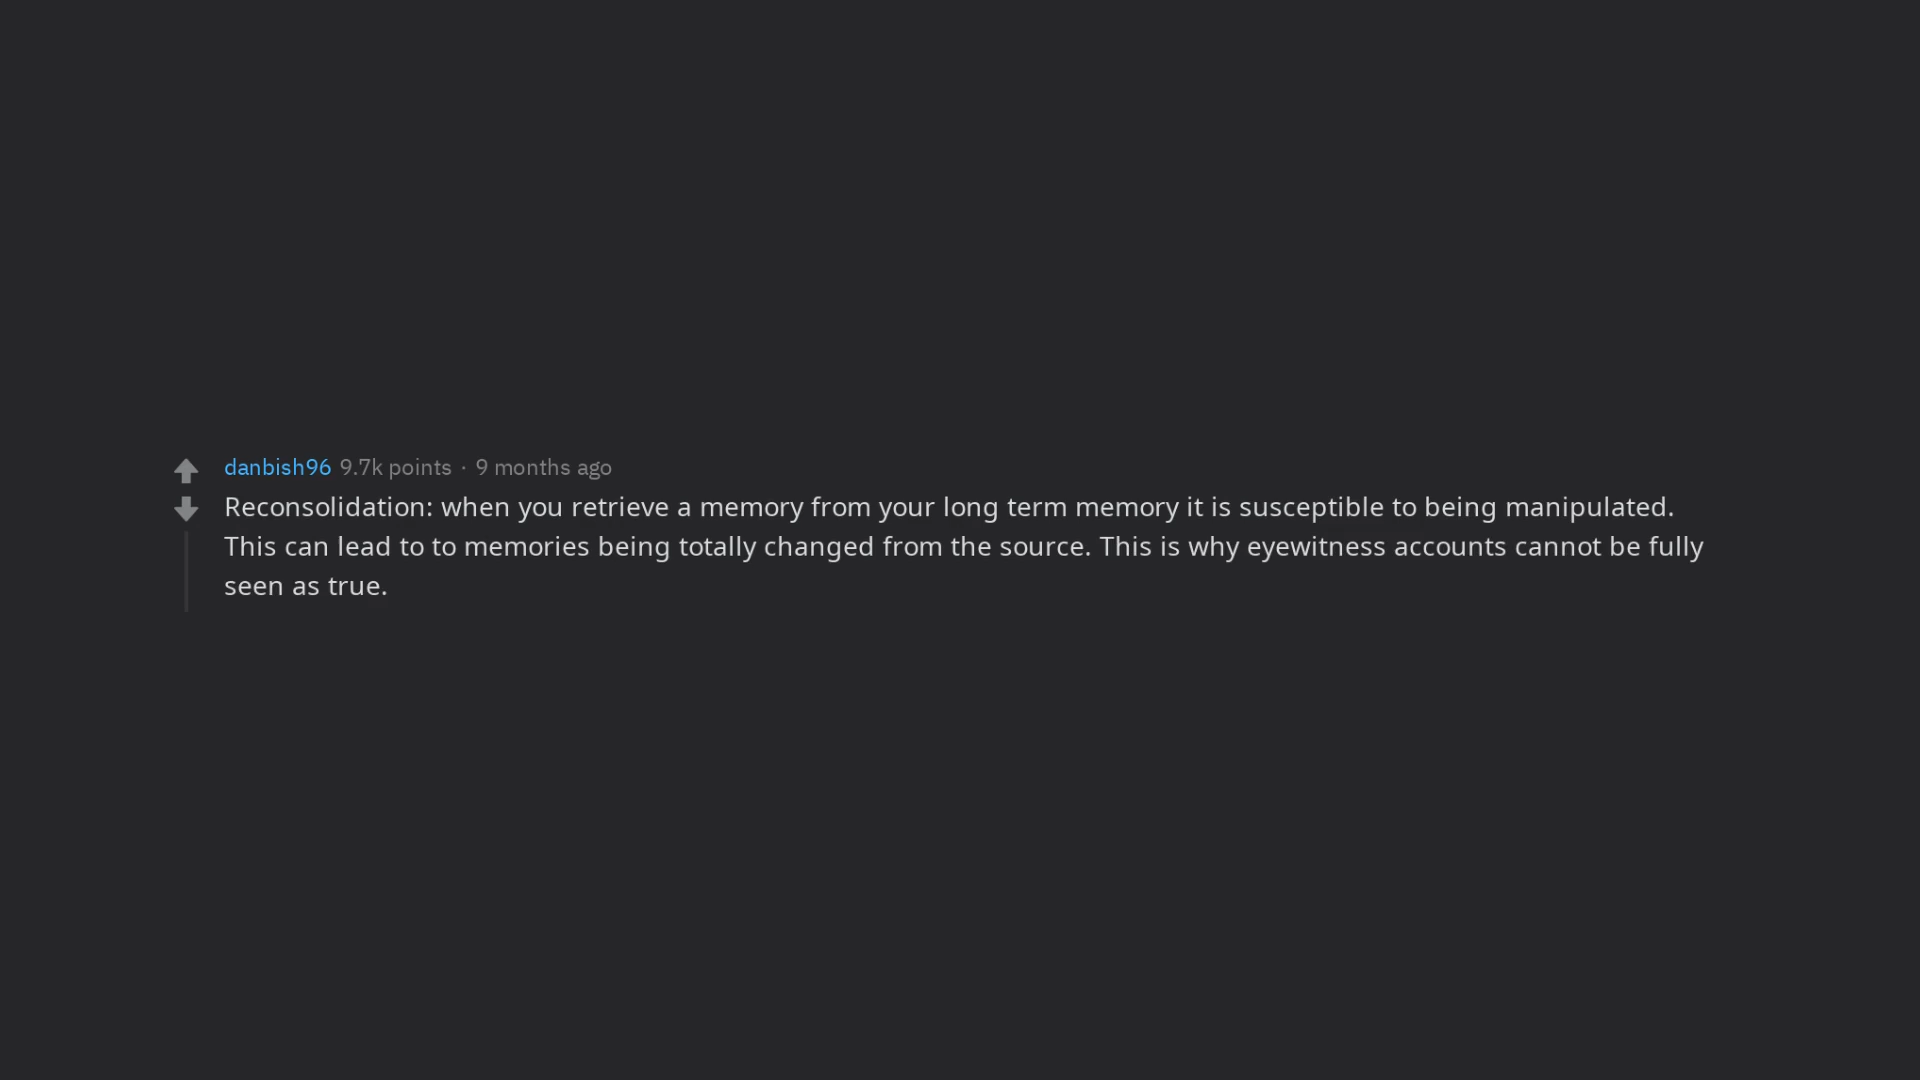 danbish96 9.7k points · 9 months ago
Reconsolidation: when you retrieve a memory from your long term memory it is susceptible to being manipulated.
This can lead to to memories being totally changed from the source. This is why eyewitness accounts cannot be fully
seen as true.